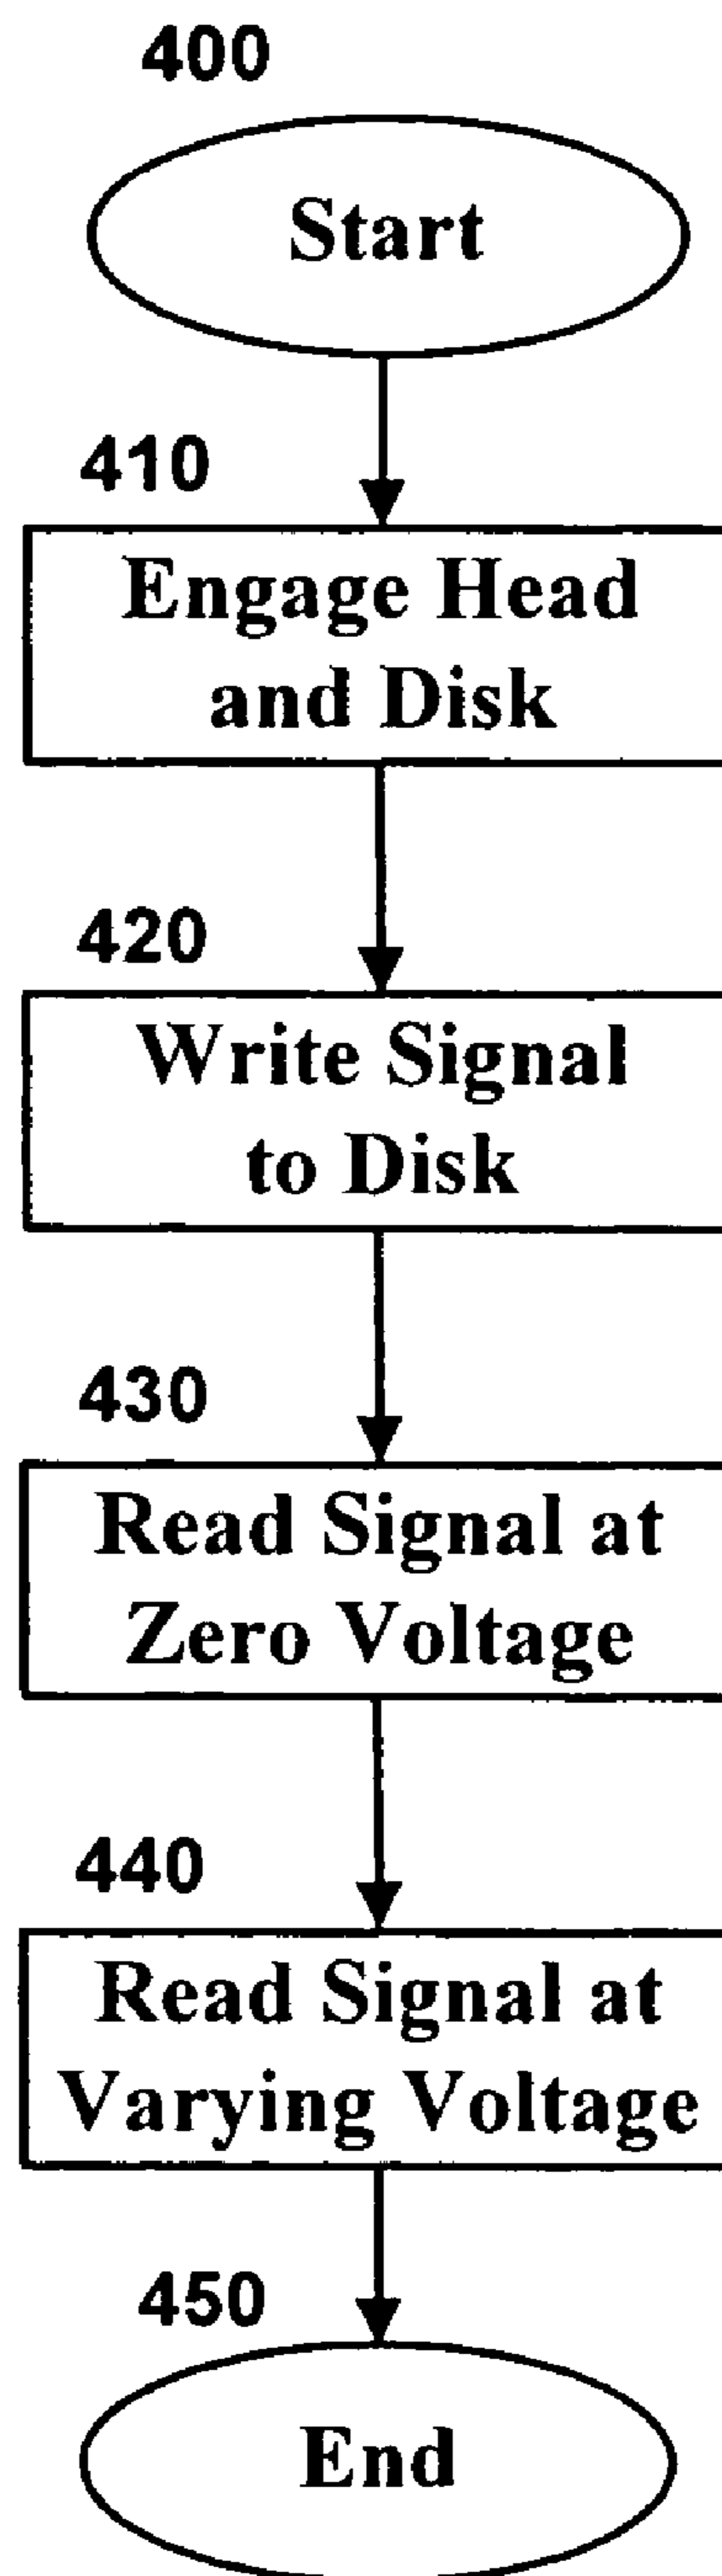 400
Start
410
Engage Head
and Disk
420
Write Signal
to Disk
430
Read Signal at
Zero Voltage
440
Read Signal at
Varying Voltage
450
End